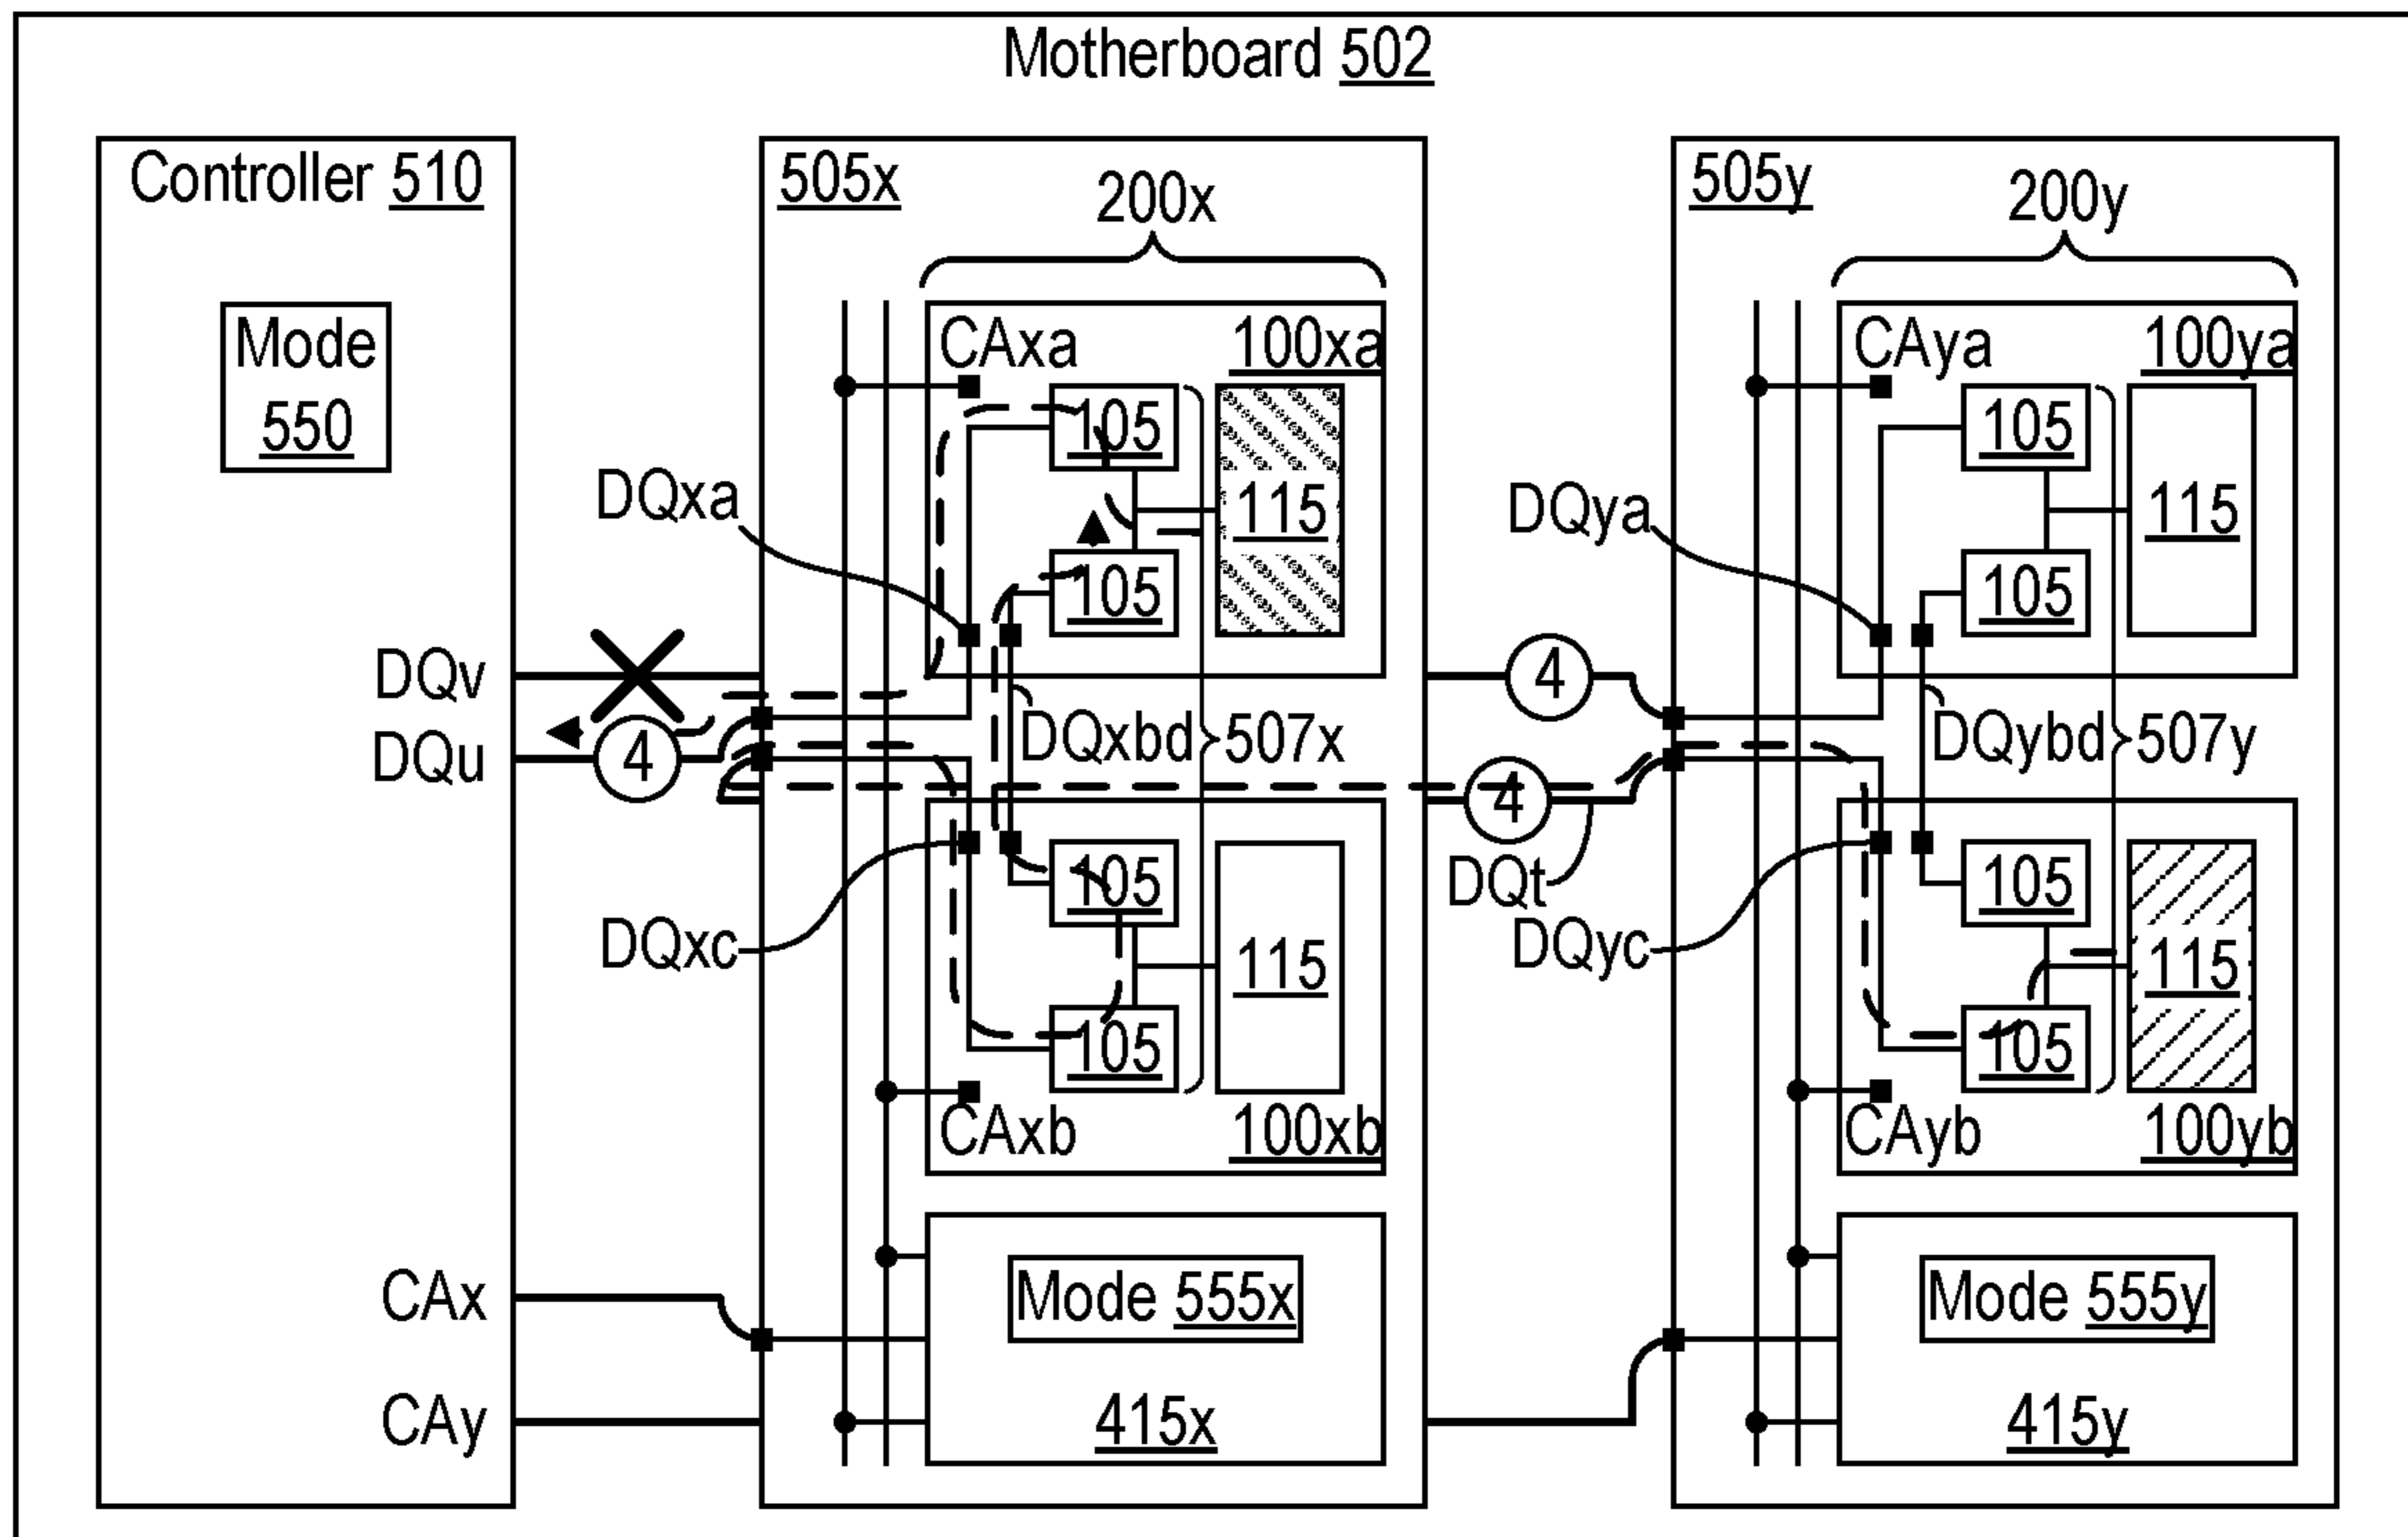 Motherboard 502
Controller 510
505x
505y
200x
200y
Mode
550
CAxa
100xa
CAya
100ya
105
105
DQxa
115
DQya
115
105
105
DQv
4
4
DQu
DQxbd
507x
DQybd
507y
4
105
DQt
105
DQxc
115
DQyc
115
105
105
CAxb
100xb
CAyb
100yb
CAx
Mode 555x
Mode 555y
CAy
415x
415y